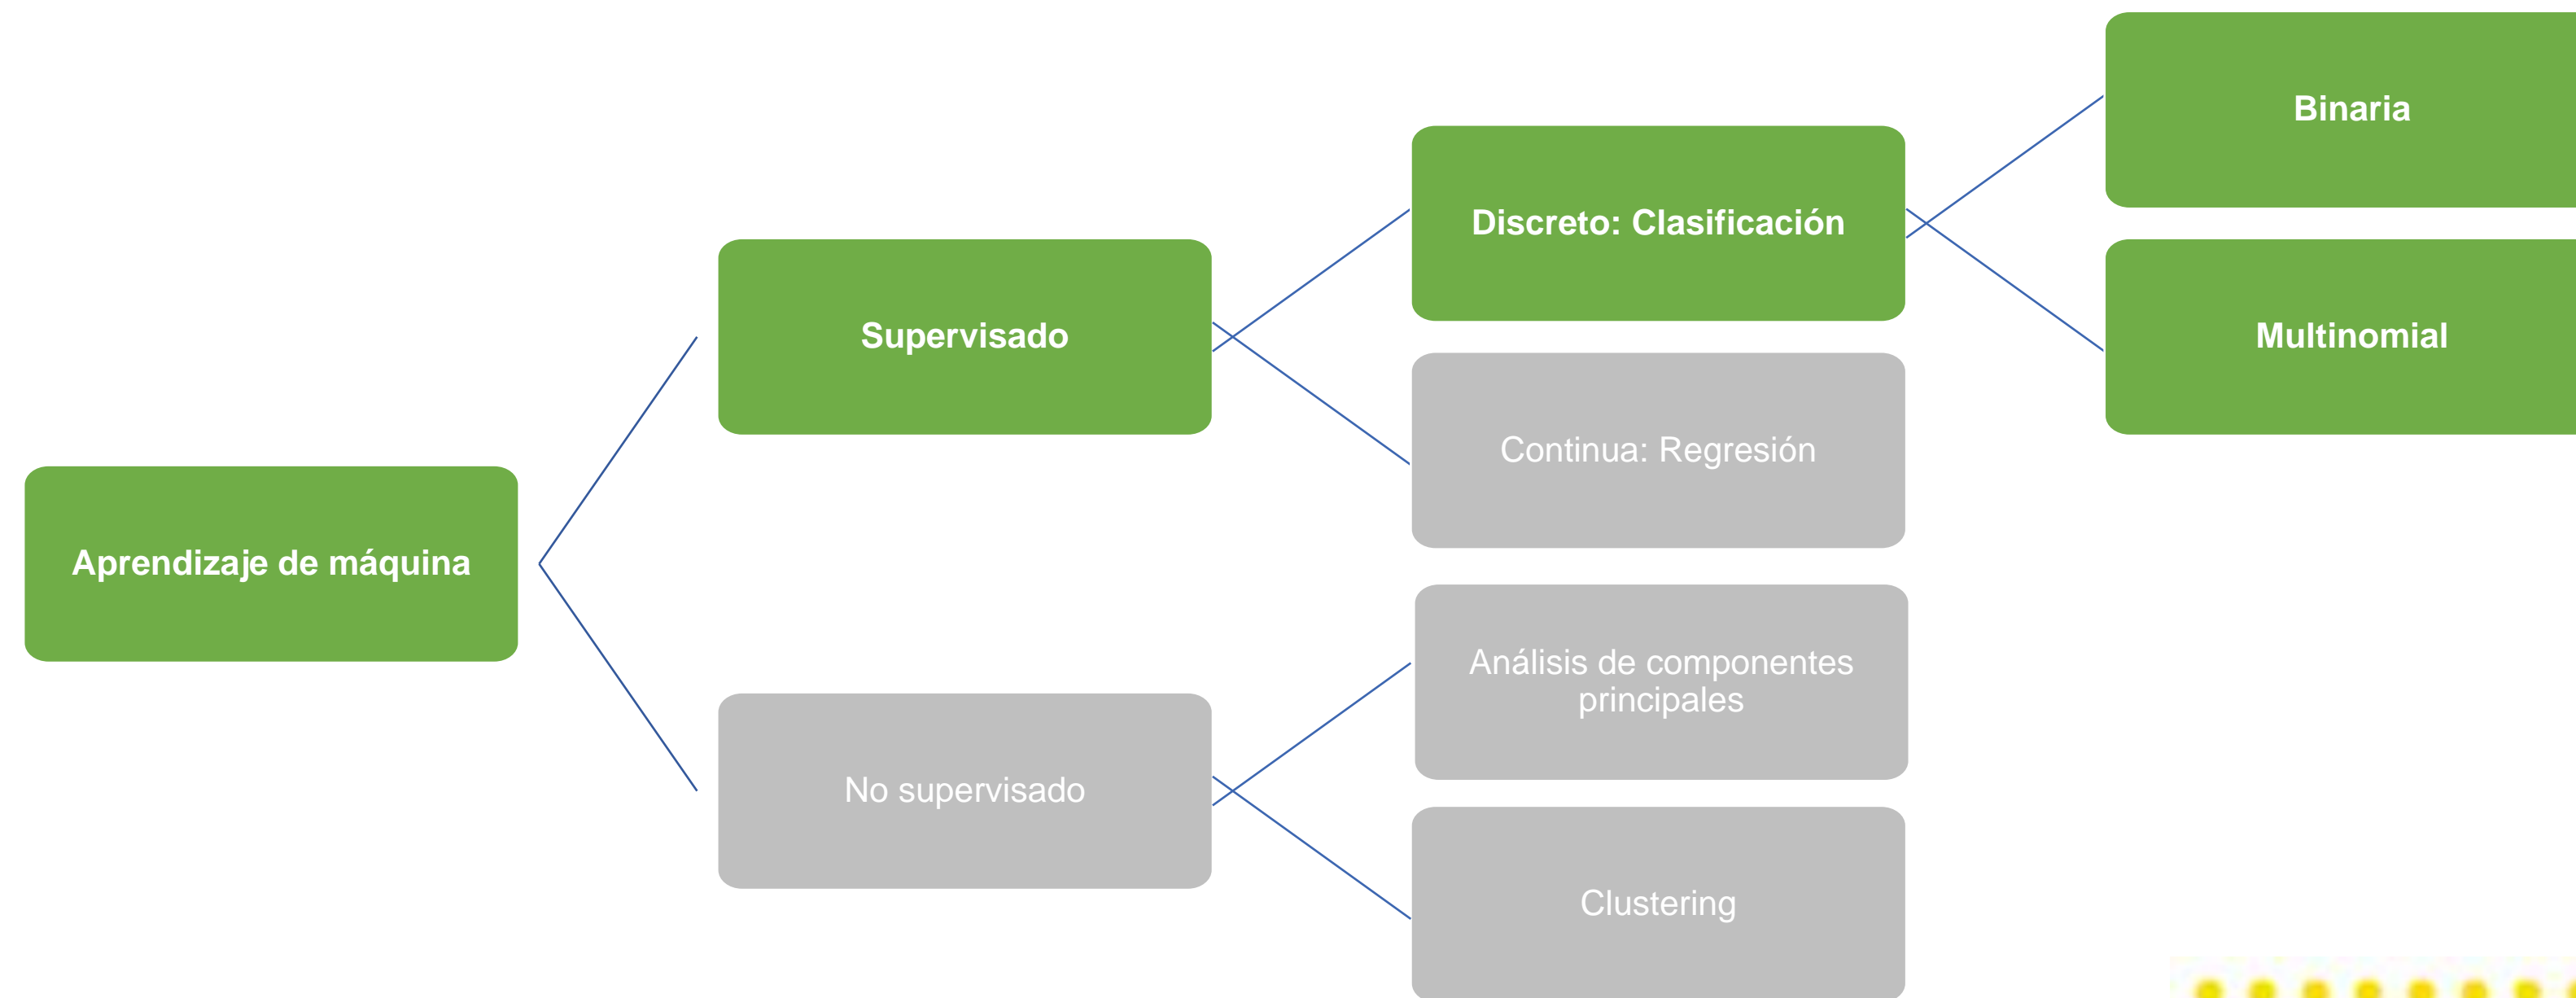 Aprendizaje de máquina
Supervisado
Discreto: Clasificación
Binaria
Multinomial
Continua: Regresión
No supervisado
Análisis de componentes
principales
Clustering